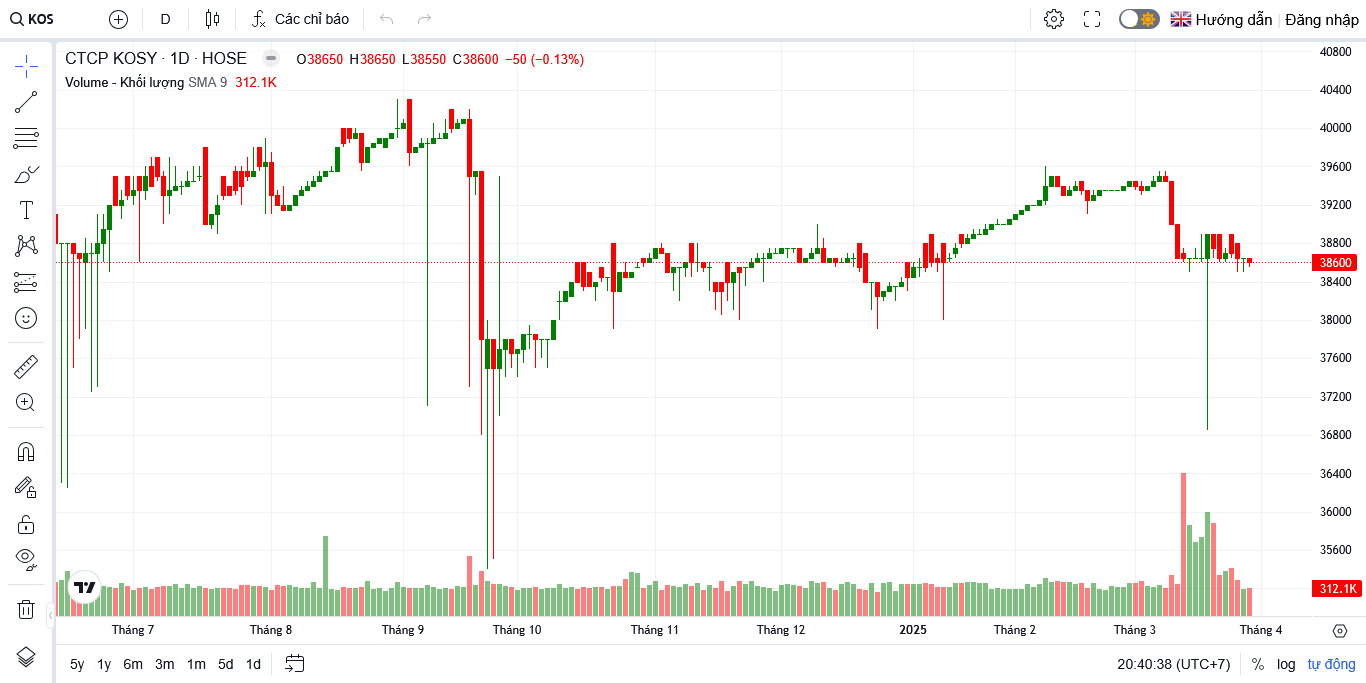 KOS D Các chỉ báo Hướng dẫn Đăng nhập
CTCP KOSY · 1D · HOSE O38650 H38650 L38550 C38600 −50 (−0.13%)
Volume - Khối lượng SMA 9 312.1K
40800
40400
40000
39600
39200
38800
38600
38400
38000
37600
37200
36800
36400
36000
35600
312.1K
Tháng 7 Tháng 8 Tháng 9 Tháng 10 Tháng 11 Tháng 12 2025 Tháng 2 Tháng 3 Tháng 4
5y 1y 6m 3m 1m 5d 1d 20:40:38 (UTC+7) % log tự động